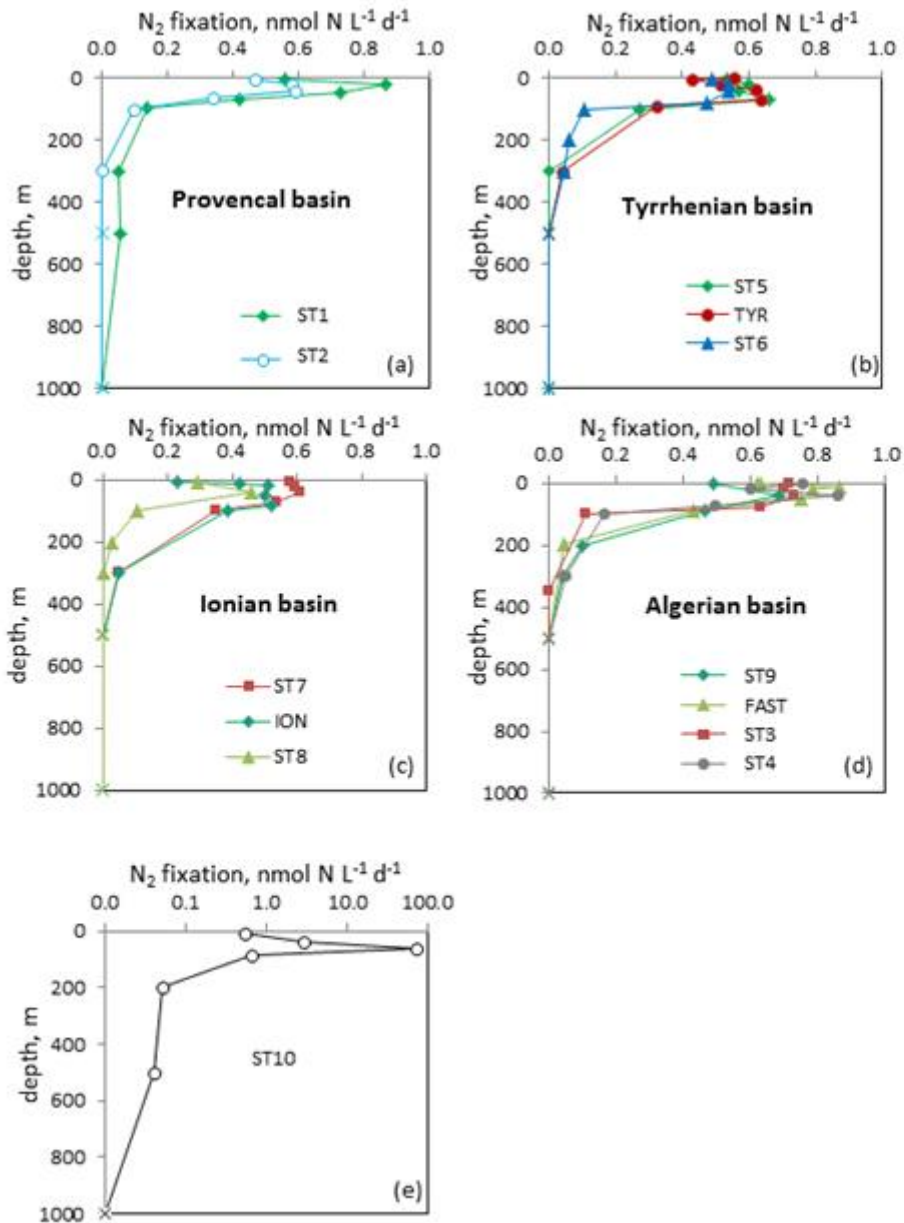 N₂ fixation, nmol N L⁻¹ d⁻¹
0.0 0.2 0.4 0.6 0.8 1.0
0
200
400
600
800
1000
depth, m
Provencal basin
ST1
ST2
(a)
N₂ fixation, nmol N L⁻¹ d⁻¹
0.0 0.2 0.4 0.6 0.8 1.0
0
200
400
600
800
1000
depth, m
Tyrrhenian basin
ST5
TYR
ST6
(b)
N₂ fixation, nmol N L⁻¹ d⁻¹
0.0 0.2 0.4 0.6 0.8 1.0
0
200
400
600
800
1000
depth, m
Ionian basin
ST7
ION
ST8
(c)
N₂ fixation, nmol N L⁻¹ d⁻¹
0.0 0.2 0.4 0.6 0.8 1.0
0
200
400
600
800
1000
depth, m
Algerian basin
ST9
FAST
ST3
ST4
(d)
N₂ fixation, nmol N L⁻¹ d⁻¹
0.0 0.1 1.0 10.0 100.0
0
200
400
600
800
1000
depth, m
ST10
(e)